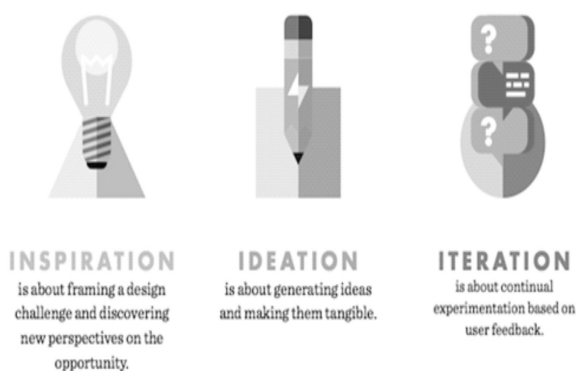 ?
?
INSPIRATION
is about framing a design
challenge and discovering
new perspectives on the
opportunity.
IDEATION
is about generating ideas
and making them tangible.
ITERATION
is about continual
experimentation based on
user feedback.